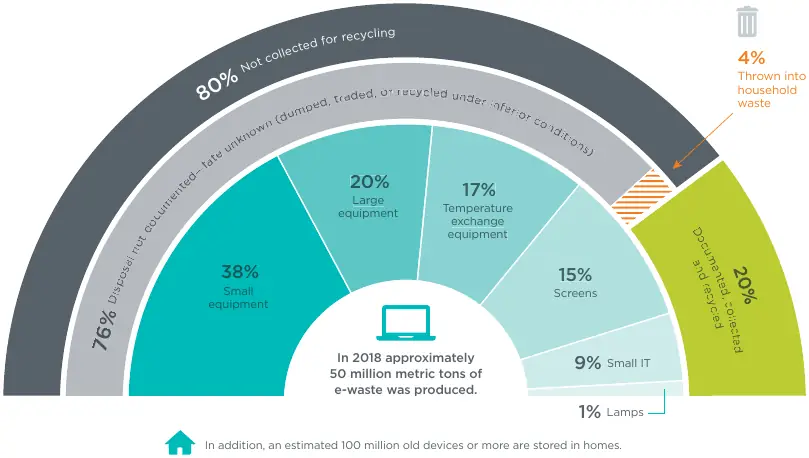 80% Not collected for recycling
4%
Thrown into
household
waste
76% Disposal not documented– fate unknown (dumped, traded, or recycled under inferior conditions)
20%
Documented, collected
and recycled
38%
Small
equipment
20%
Large
equipment
17%
Temperature
exchange
equipment
15%
Screens
9% Small IT
1% Lamps
In 2018 approximately
50 million metric tons of
e-waste was produced.
In addition, an estimated 100 million old devices or more are stored in homes.